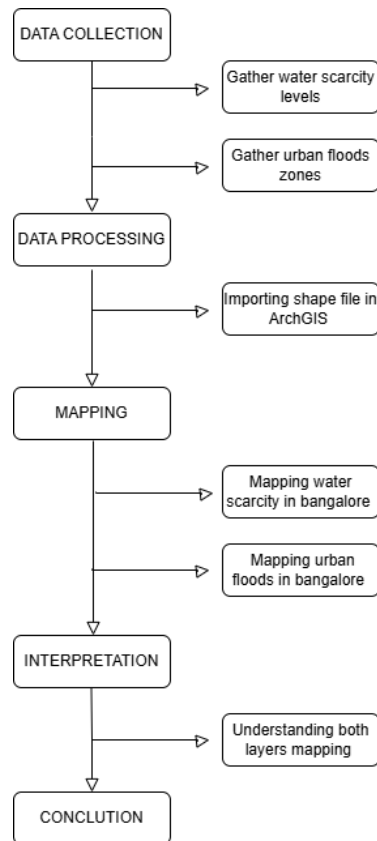 DATA COLLECTION
Gather water scarcity
levels
Gather urban floods
zones
DATA PROCESSING
Importing shape file in
ArchGIS
MAPPING
Mapping water
scarcity in bangalore
Mapping urban
floods in bangalore
INTERPRETATION
Understanding both
layers mapping
CONCLUTION